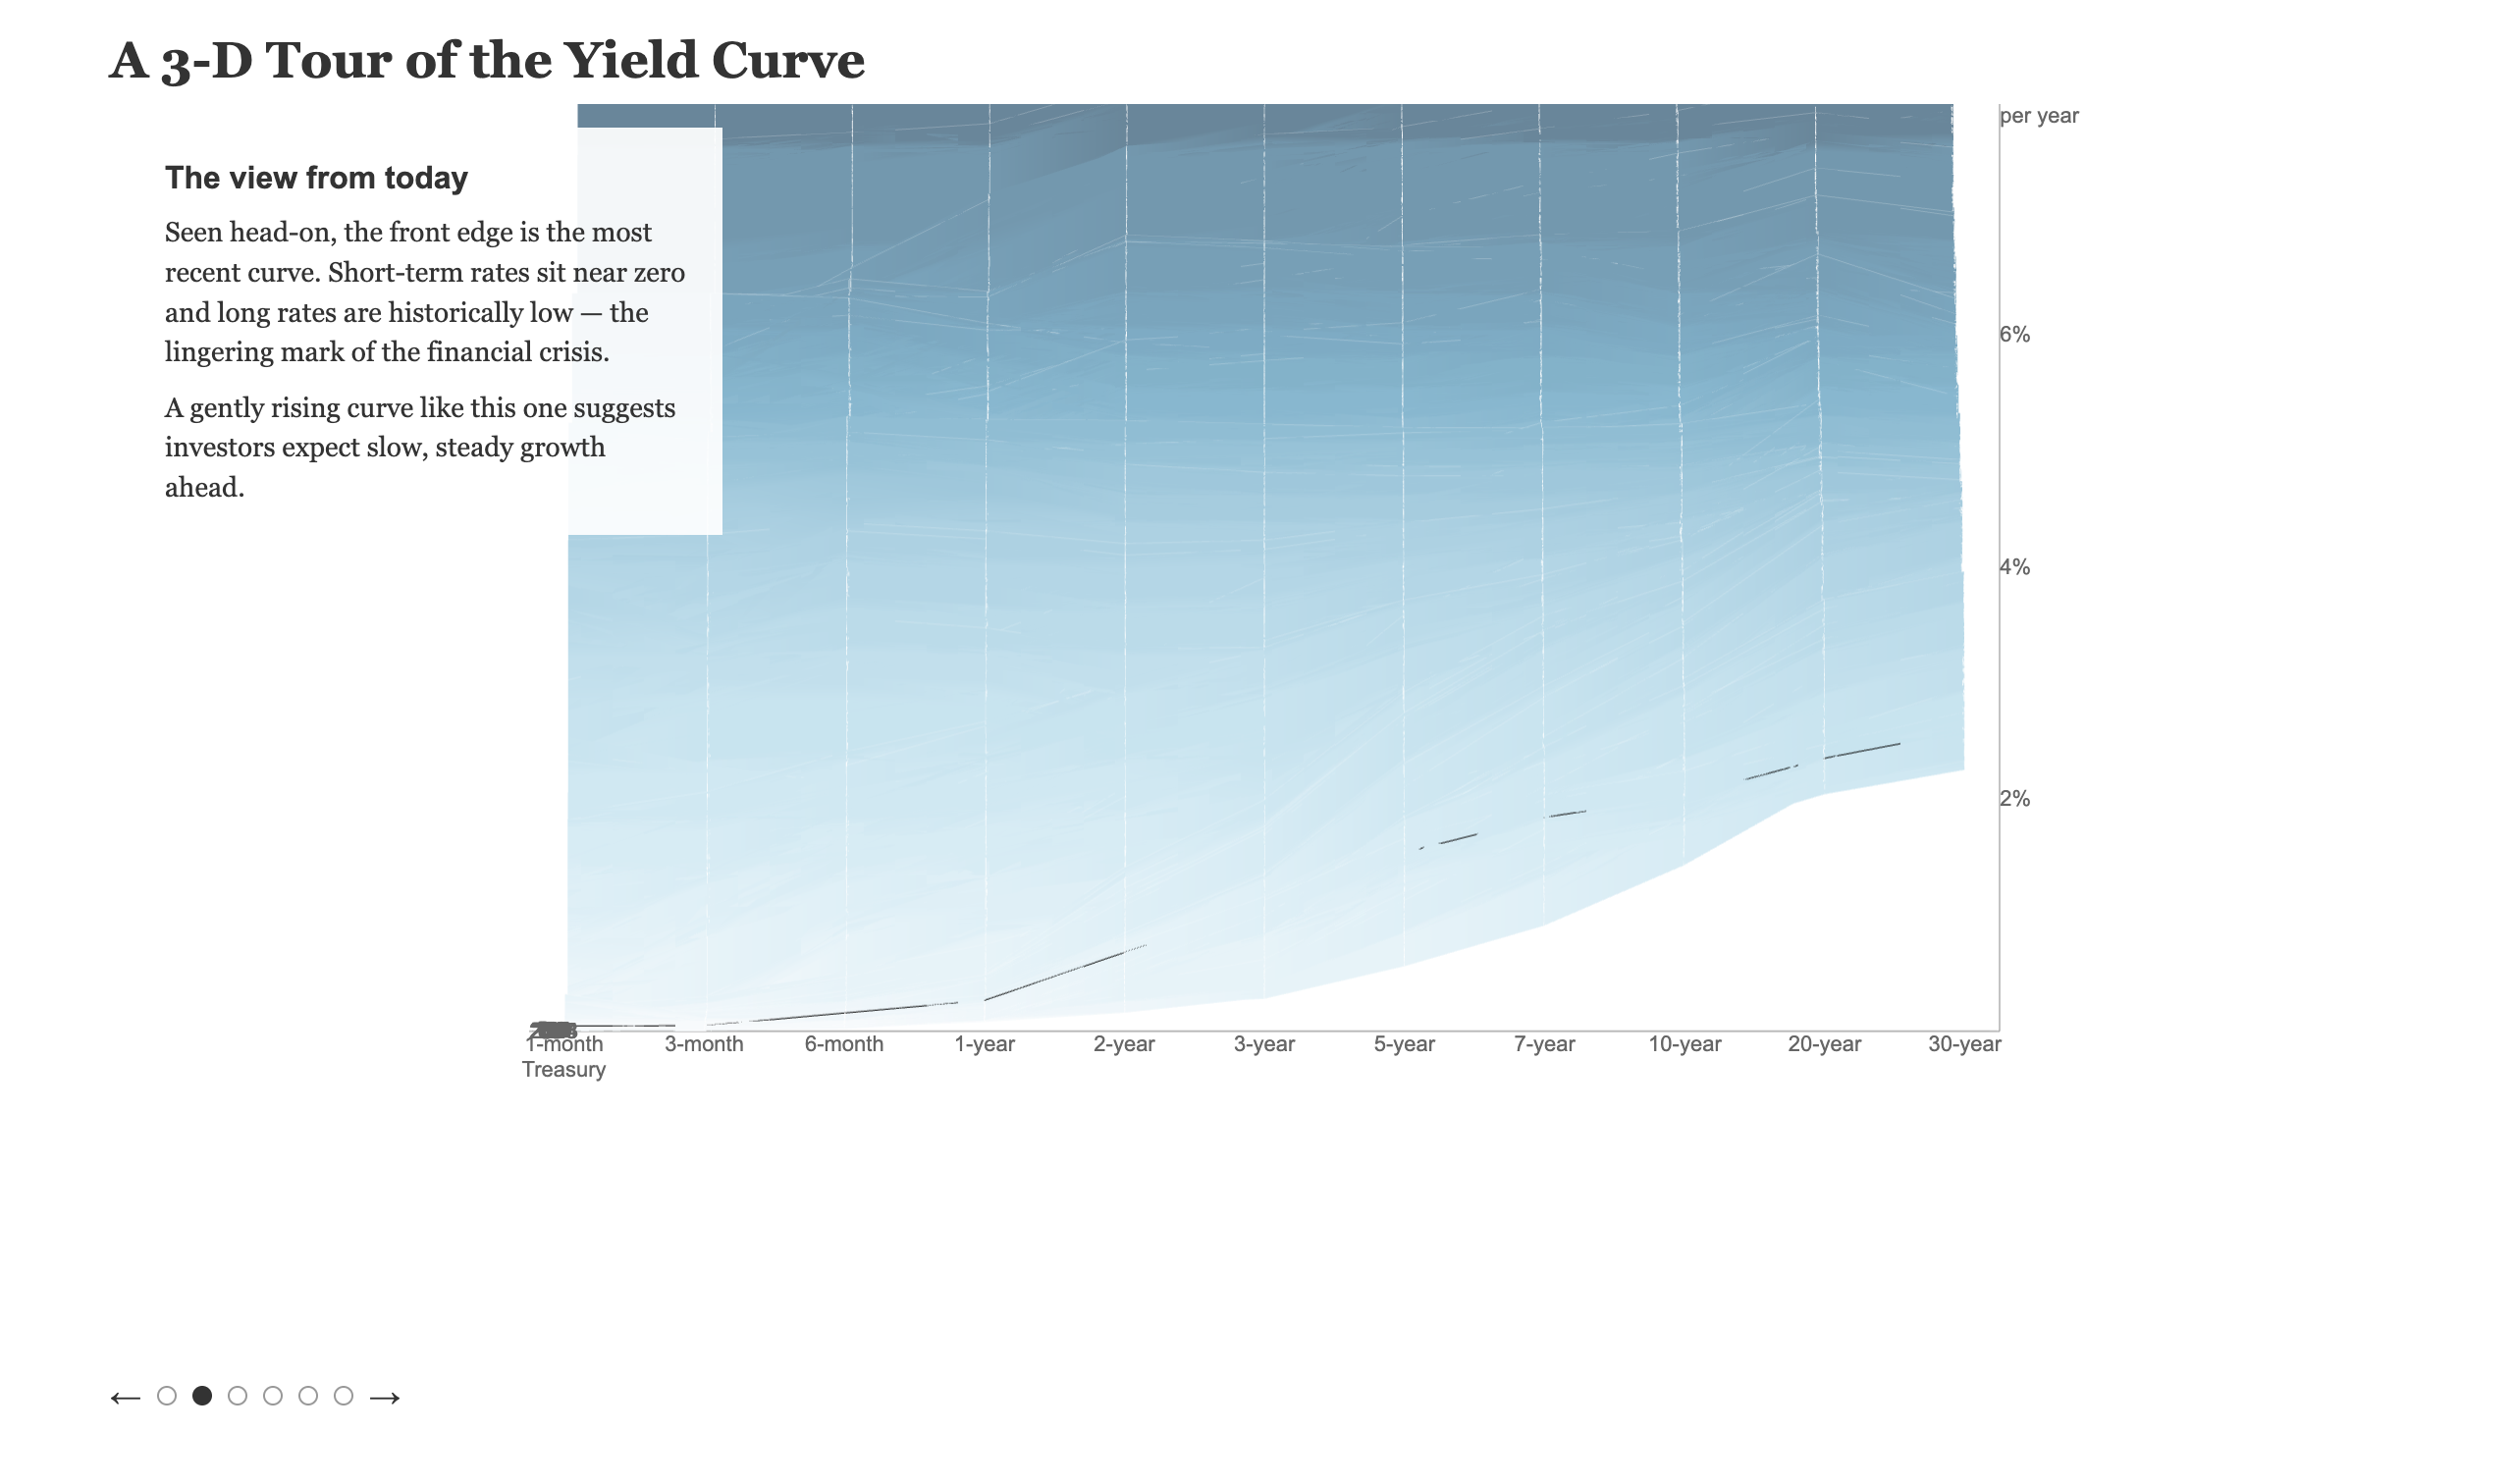 A 3-D Tour of the Yield Curve
The view from today
Seen head-on, the front edge is the most
recent curve. Short-term rates sit near zero
and long rates are historically low — the
lingering mark of the financial crisis.
A gently rising curve like this one suggests
investors expect slow, steady growth
ahead.
per year
6%
4%
2%
1-month
Treasury
3-month
6-month
1-year
2-year
3-year
5-year
7-year
10-year
20-year
30-year
← →